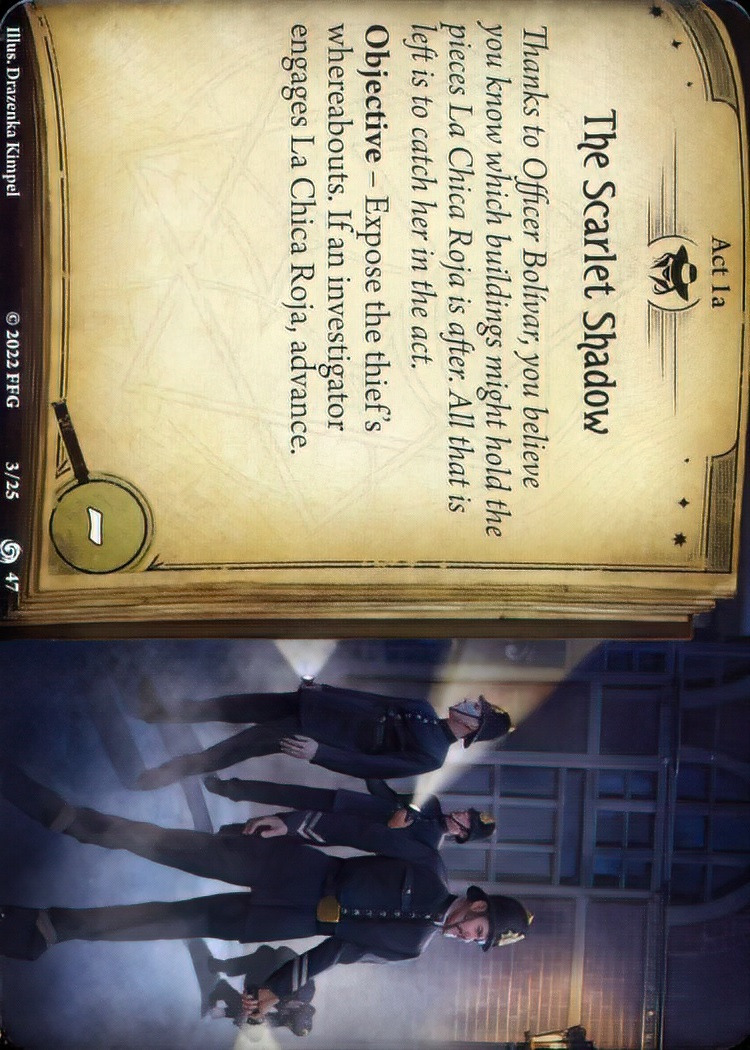 Act 1a
The Scarlet Shadow
Thanks to Officer Bolívar, you believe
you know which buildings might hold the
pieces La Chica Roja is after. All that is
left is to catch her in the act.
Objective – Expose the thief's
whereabouts. If an investigator
engages La Chica Roja, advance.
–
Illus. Drazenka Kimpel © 2022 FFG 3/25 47